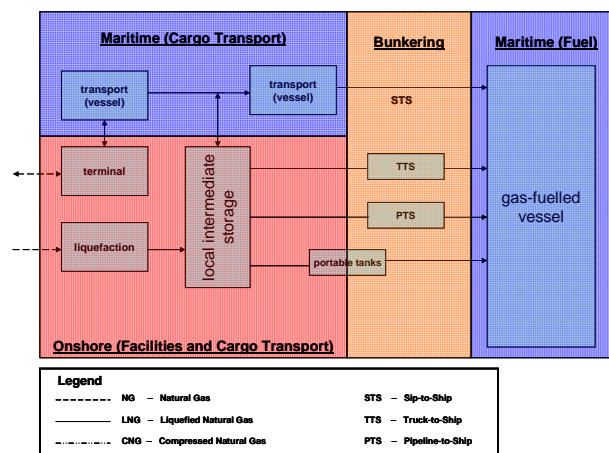 Maritime (Cargo Transport)
Bunkering
Maritime (Fuel)
transport
(vessel)
transport
(vessel)
STS
terminal
local intermediate
storage
TTS
gas-fuelled
vessel
PTS
liquefaction
portable tanks
Onshore (Facilities and Cargo Transport)
Legend
NG – Natural Gas
STS – Sip-to-Ship
LNG – Liquefied Natural Gas
TTS – Truck-to-Ship
CNG – Compressed Natural Gas
PTS – Pipeline-to-Ship